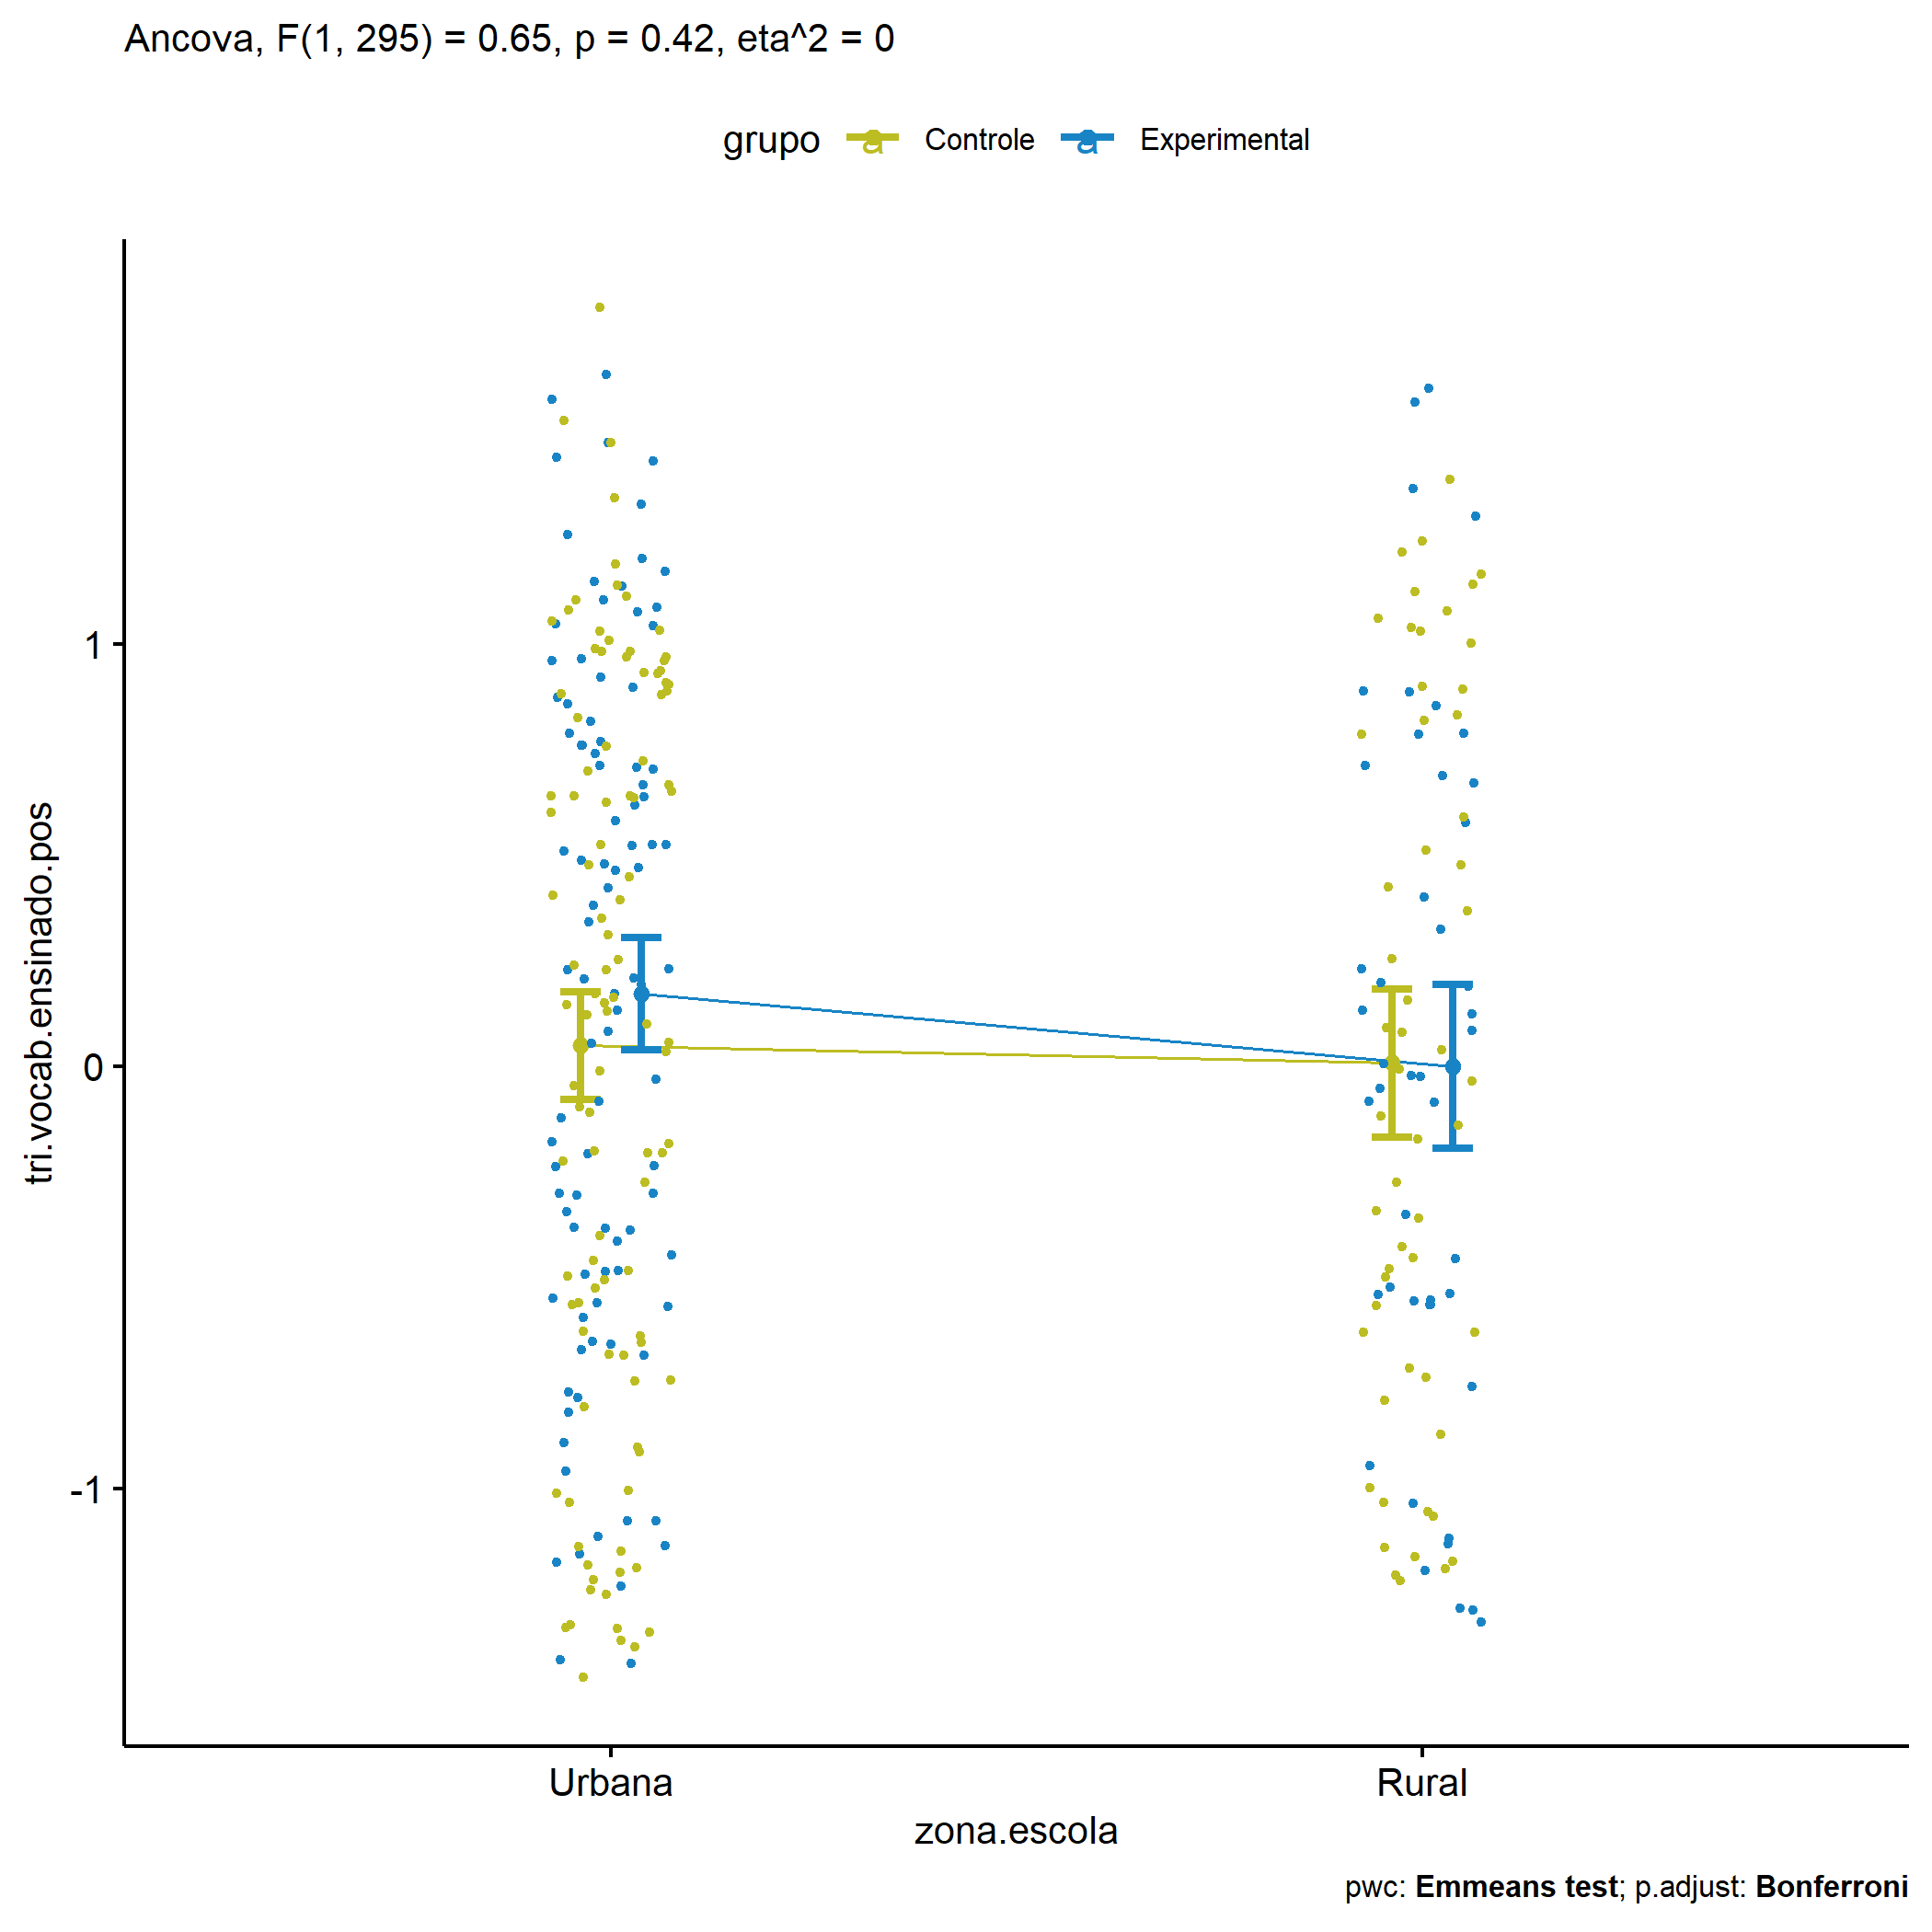 Ancova, F(1, 295) = 0.65, p = 0.42, eta^2 = 0
grupo a Controle a Experimental
tri.vocab.ensinado.pos
1
0
-1
Urbana Rural
zona.escola
pwc: Emmeans test; p.adjust: Bonferroni